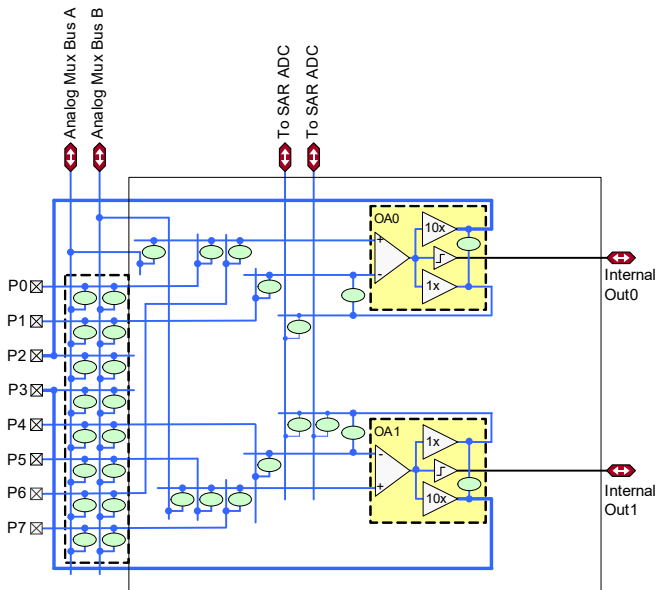 Analog Mux Bus A
Analog Mux Bus B
To SAR ADC
To SAR ADC
OA0
10x
+
-
1x
Internal
Out0
P0
P1
P2
P3
P4
P5
P6
P7
OA1
1x
-
+
10x
Internal
Out1